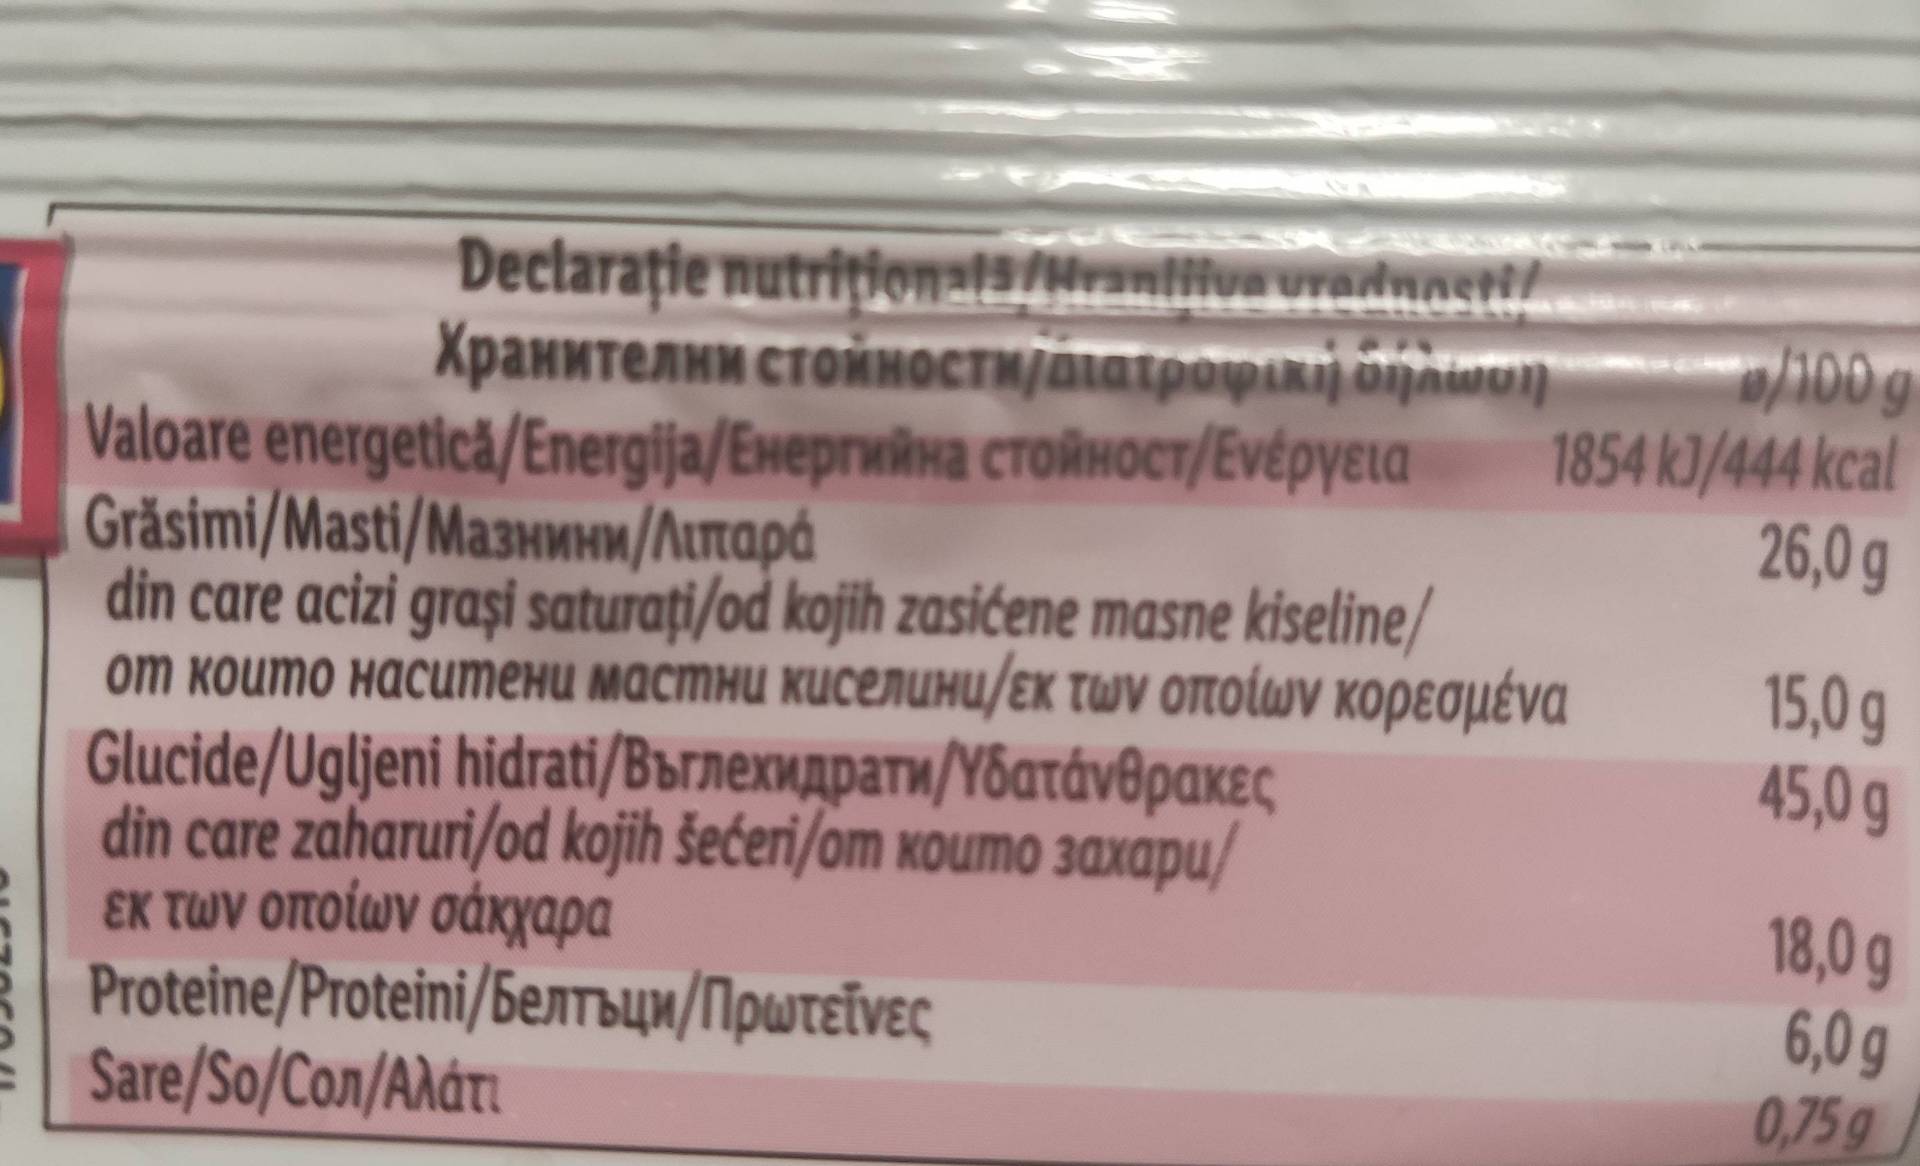 Declarație nutrițională/Hranljive vrednosti/
Хранителни стойности/Διατροφική δήλωση ø/100 g
Valoare energetică/Energija/Енергийна стойност/Ενέργεια 1854 kJ/444 kcal
Grăsimi/Masti/Мазнини/Λιπαρά 26,0 g
din care acizi grași saturați/od kojih zasićene masne kiseline/
от които наситени мастни киселини/εκ των οποίων κορεσμένα 15,0 g
Glucide/Ugljeni hidrati/Въглехидрати/Υδατάνθρακες 45,0 g
din care zaharuri/od kojih šećeri/от които захари/
εκ των οποίων σάκχαρα 18,0 g
Proteine/Proteini/Белтъци/Πρωτεΐνες 6,0 g
Sare/So/Сол/Αλάτι 0,75 g